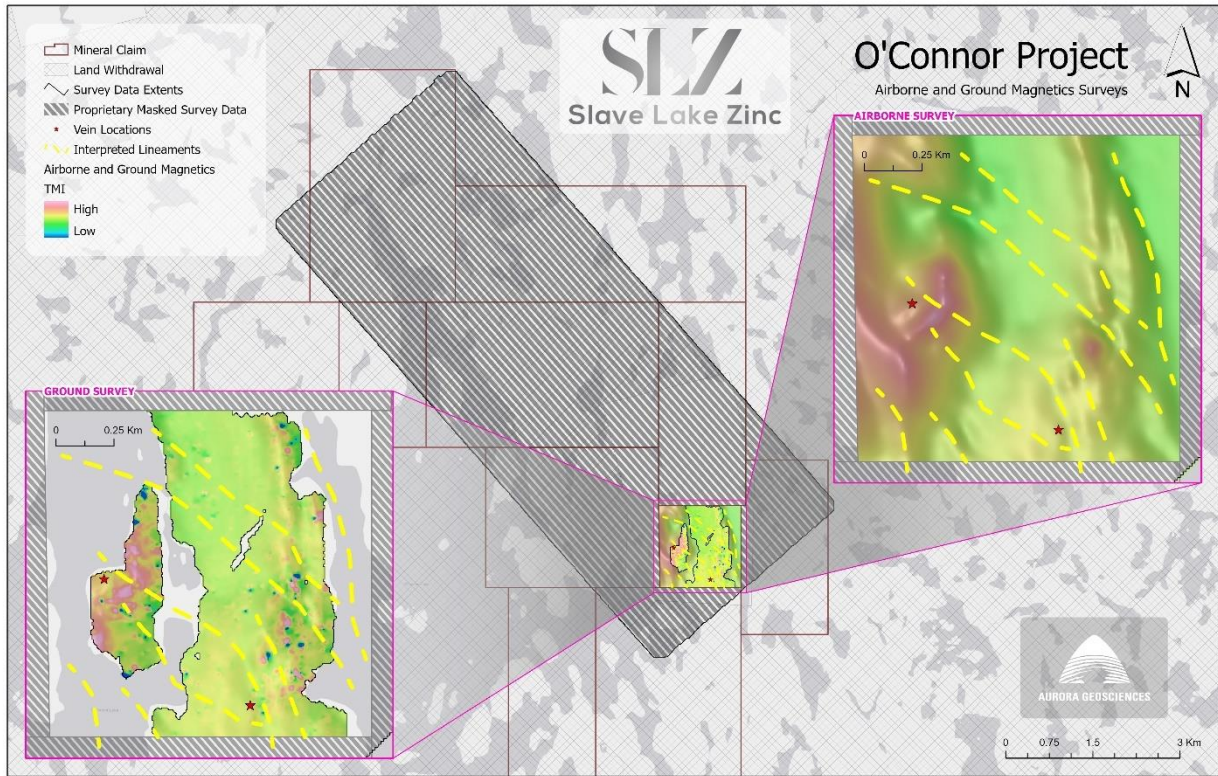 Mineral Claim
Land Withdrawal
Survey Data Extents
Proprietary Masked Survey Data
Vein Locations
Interpreted Lineaments
Airborne and Ground Magnetics
TMI
High
Low
SLZ
Slave Lake Zinc
O'Connor Project
Airborne and Ground Magnetics Surveys
N
AIRBORNE SURVEY
0 0.25 Km
GROUND SURVEY
0 0.25 Km
AURORA GEOSCIENCES
0 0.75 1.5 3 Km